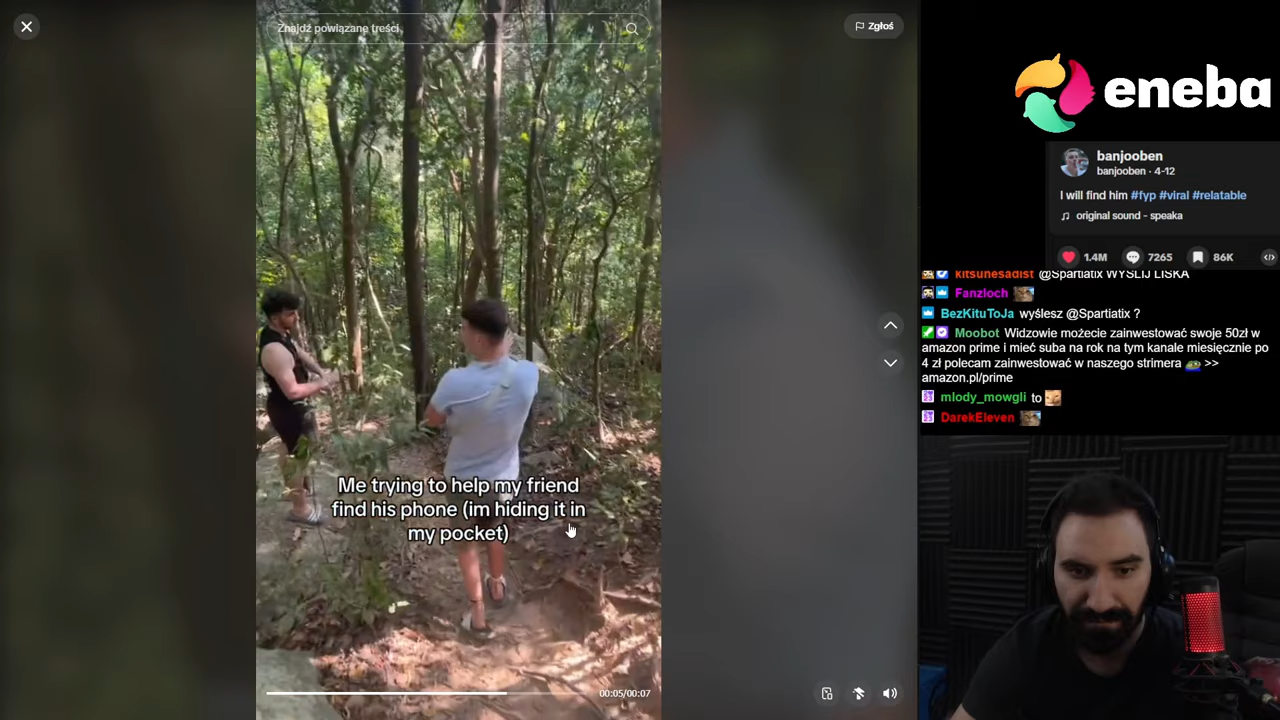 Znajdź powiązane treści
Zgłoś
eneba
banjooben
banjooben · 4-12
I will find him #fyp #viral #relatable
original sound - speaka
1.4M
7265
86K
kitsunesadist @Spartiatix WYSLIJ LISKA
Fanzloch
BezKituToJa wyślesz @Spartiatix ?
Moobot Widzowie możecie zainwestować swoje 50zł w
amazon prime i mieć suba na rok na tym kanale miesięcznie po
4 zł polecam zainwestować w naszego strimera >>
amazon.pl/prime
mlody_mowgli to
DarekEleven
Me trying to help my friend
find his phone (im hiding it in
my pocket)
00:05/00:07